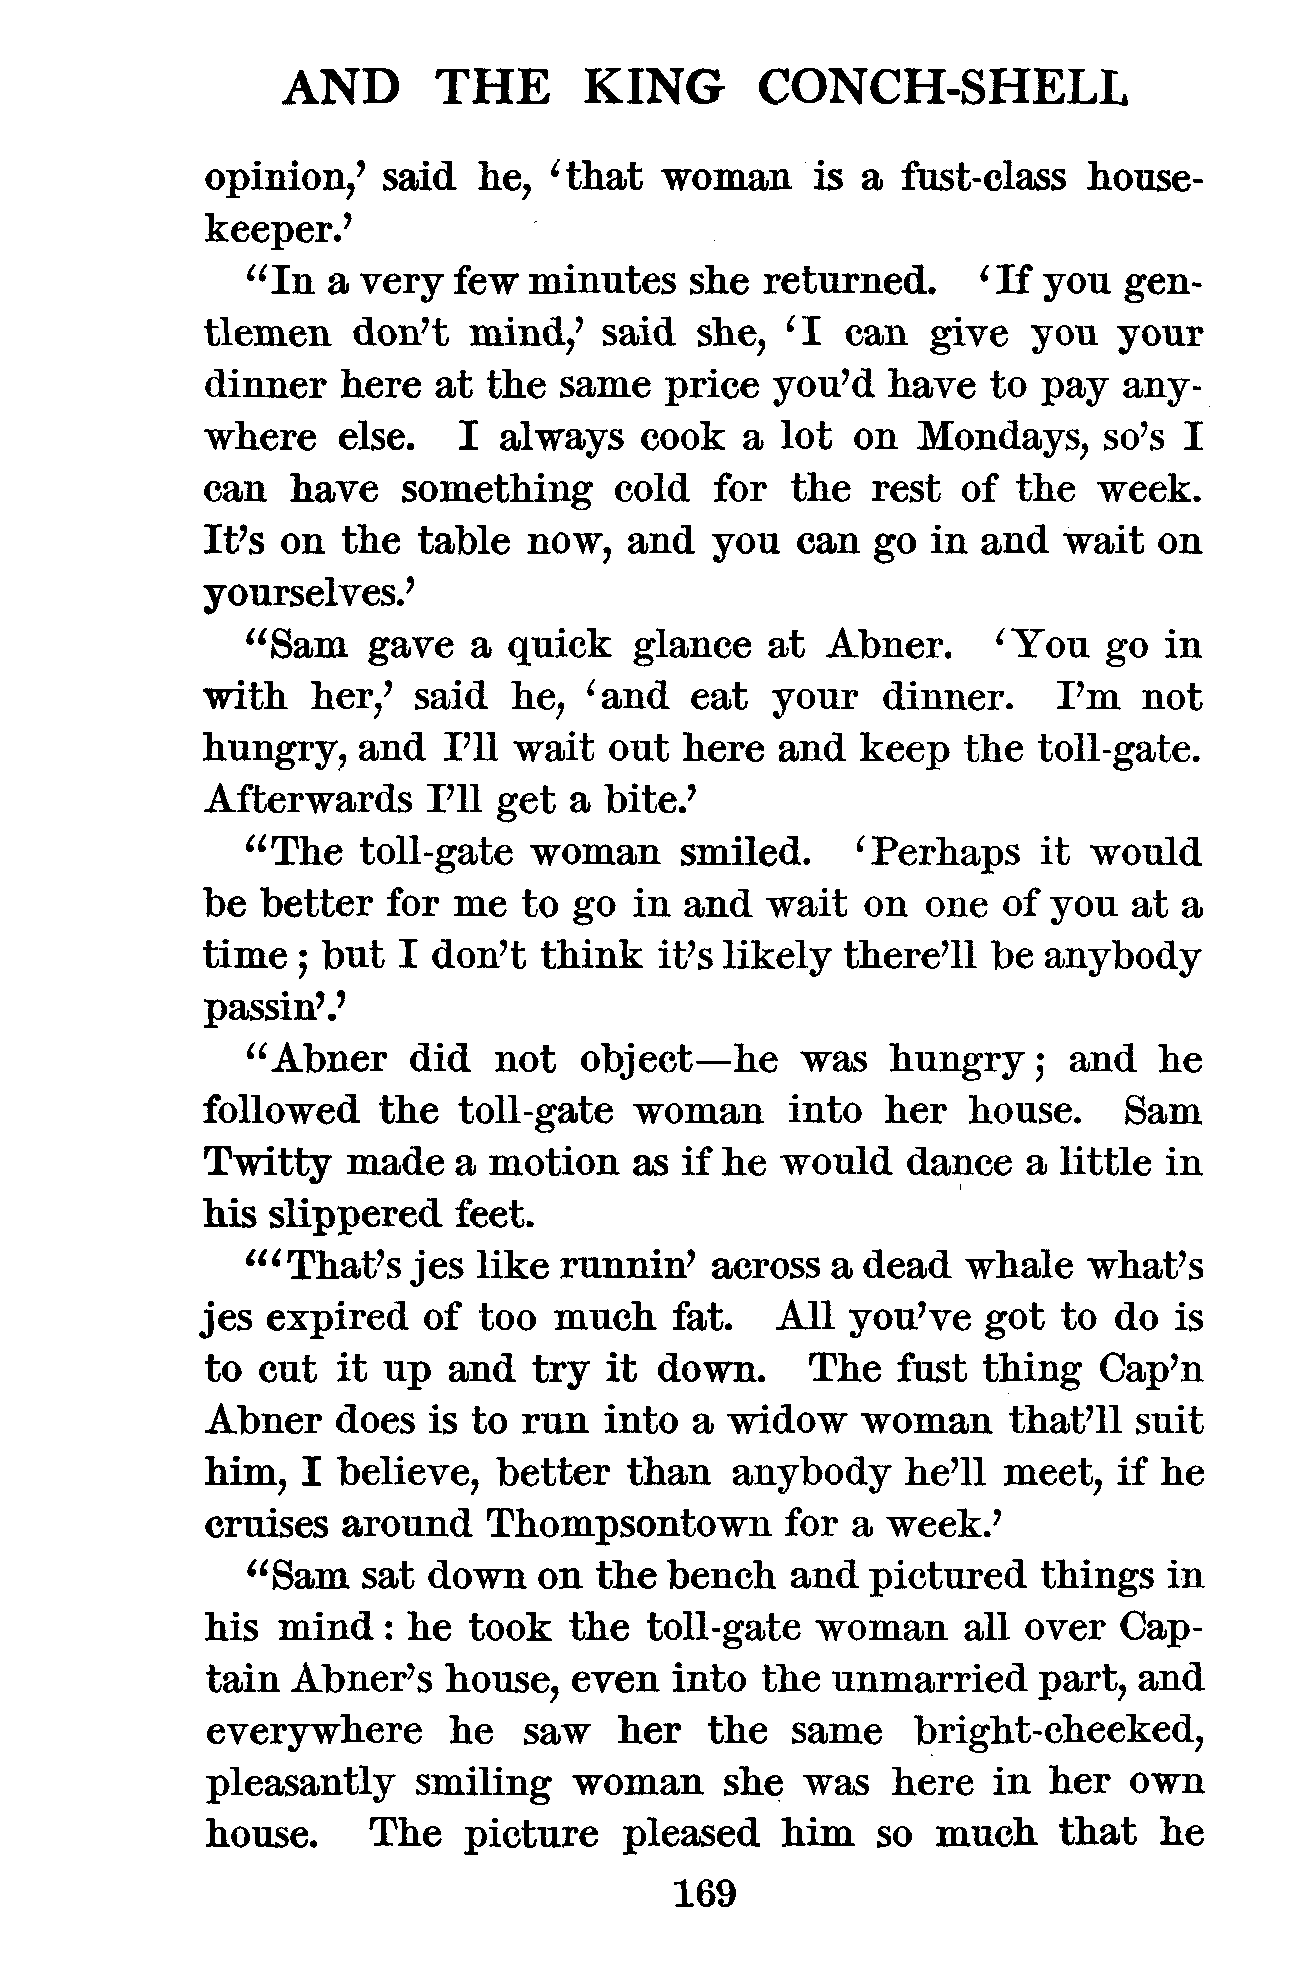 AND THE KING CONCH-SHELL
opinion,’ said he, ‘that woman is a fust-class house-
keeper.’
“In a very few minutes she returned. ‘If you gen-
tlemen don’t mind,’ said she, ‘I can give you your
dinner here at the same price you’d have to pay any-
where else. I always cook a lot on Mondays, so’s I
can have something cold for the rest of the week.
It’s on the table now, and you can go in and wait on
yourselves.’
“Sam gave a quick glance at Abner. ‘You go in
with her,’ said he, ‘and eat your dinner. I’m not
hungry, and I’ll wait out here and keep the toll-gate.
Afterwards I’ll get a bite.’
“The toll-gate woman smiled. ‘Perhaps it would
be better for me to go in and wait on one of you at a
time; but I don’t think it’s likely there’ll be anybody
passin’.’
“Abner did not object—he was hungry; and he
followed the toll-gate woman into her house. Sam
Twitty made a motion as if he would dance a little in
his slippered feet.
“‘That’s jes like runnin’ across a dead whale what’s
jes expired of too much fat. All you’ve got to do is
to cut it up and try it down. The fust thing Cap’n
Abner does is to run into a widow woman that’ll suit
him, I believe, better than anybody he’ll meet, if he
cruises around Thompsontown for a week.’
“Sam sat down on the bench and pictured things in
his mind: he took the toll-gate woman all over Cap-
tain Abner’s house, even into the unmarried part, and
everywhere he saw her the same bright-cheeked,
pleasantly smiling woman she was here in her own
house. The picture pleased him so much that he
169